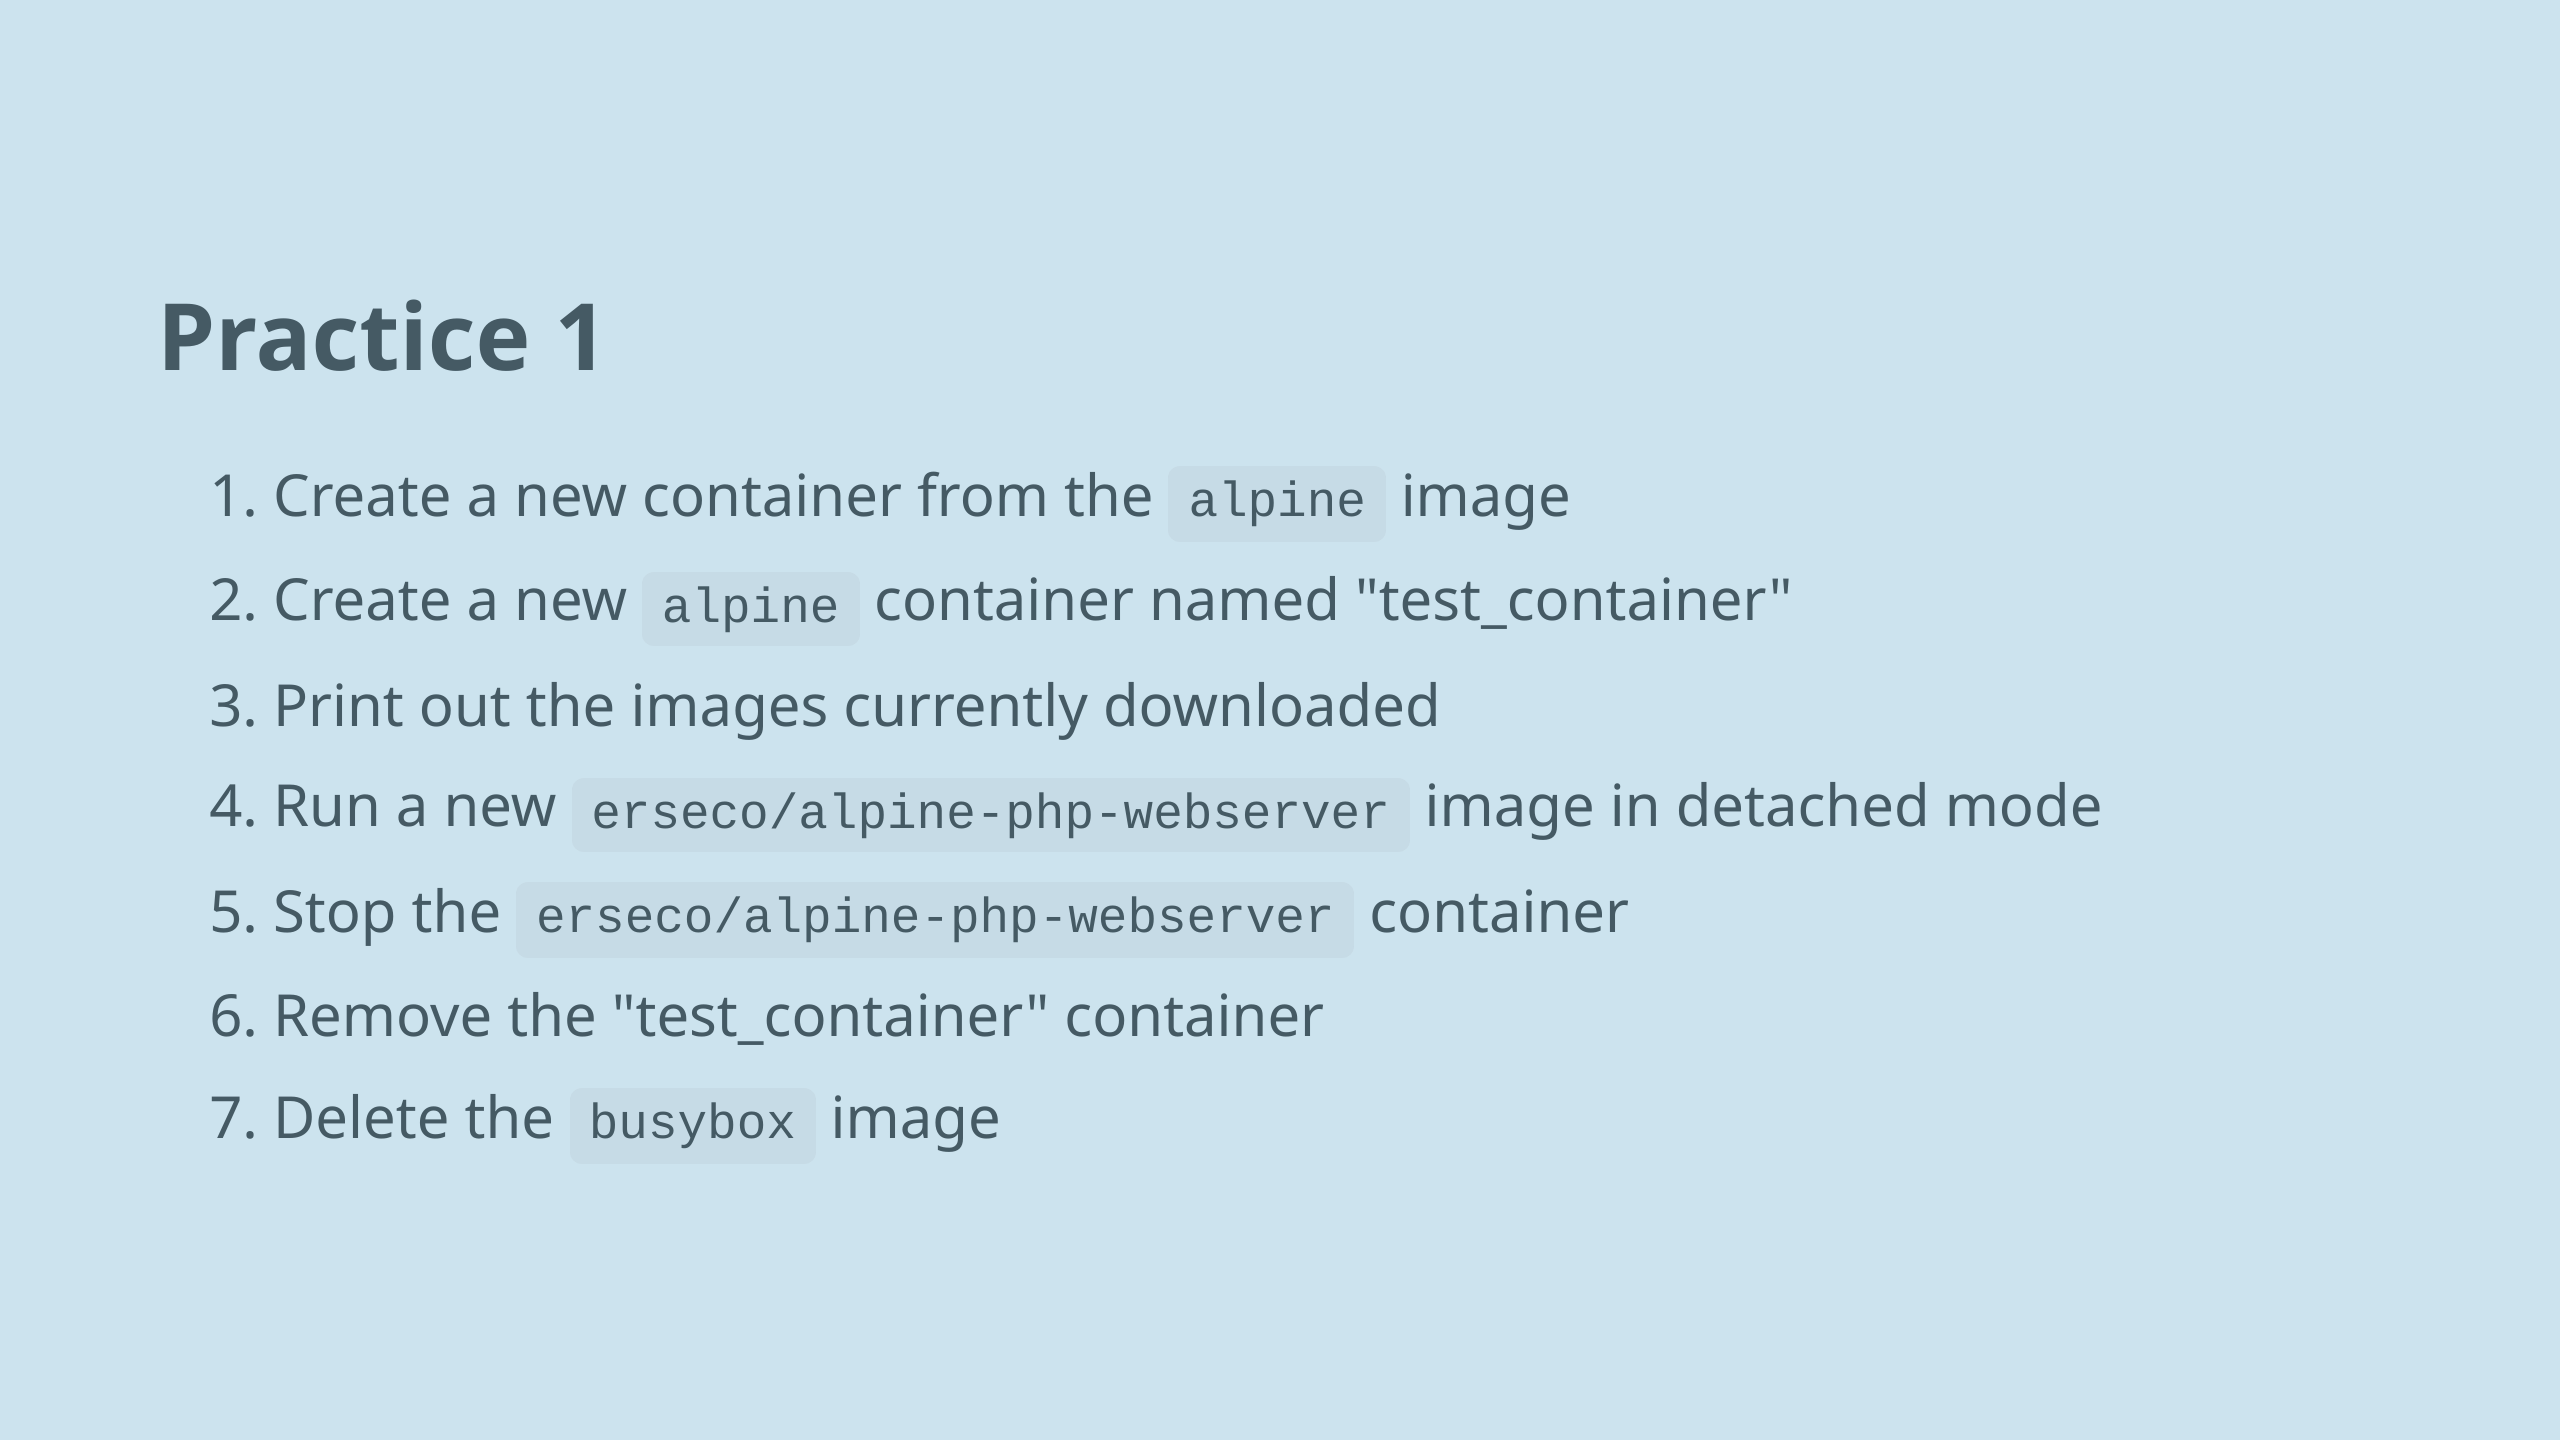 Practice 1
1. Create a new container from the alpine image
2. Create a new alpine container named "test_container"
3. Print out the images currently downloaded
4. Run a new erseco/alpine-php-webserver image in detached mode
5. Stop the erseco/alpine-php-webserver container
6. Remove the "test_container" container
7. Delete the busybox image